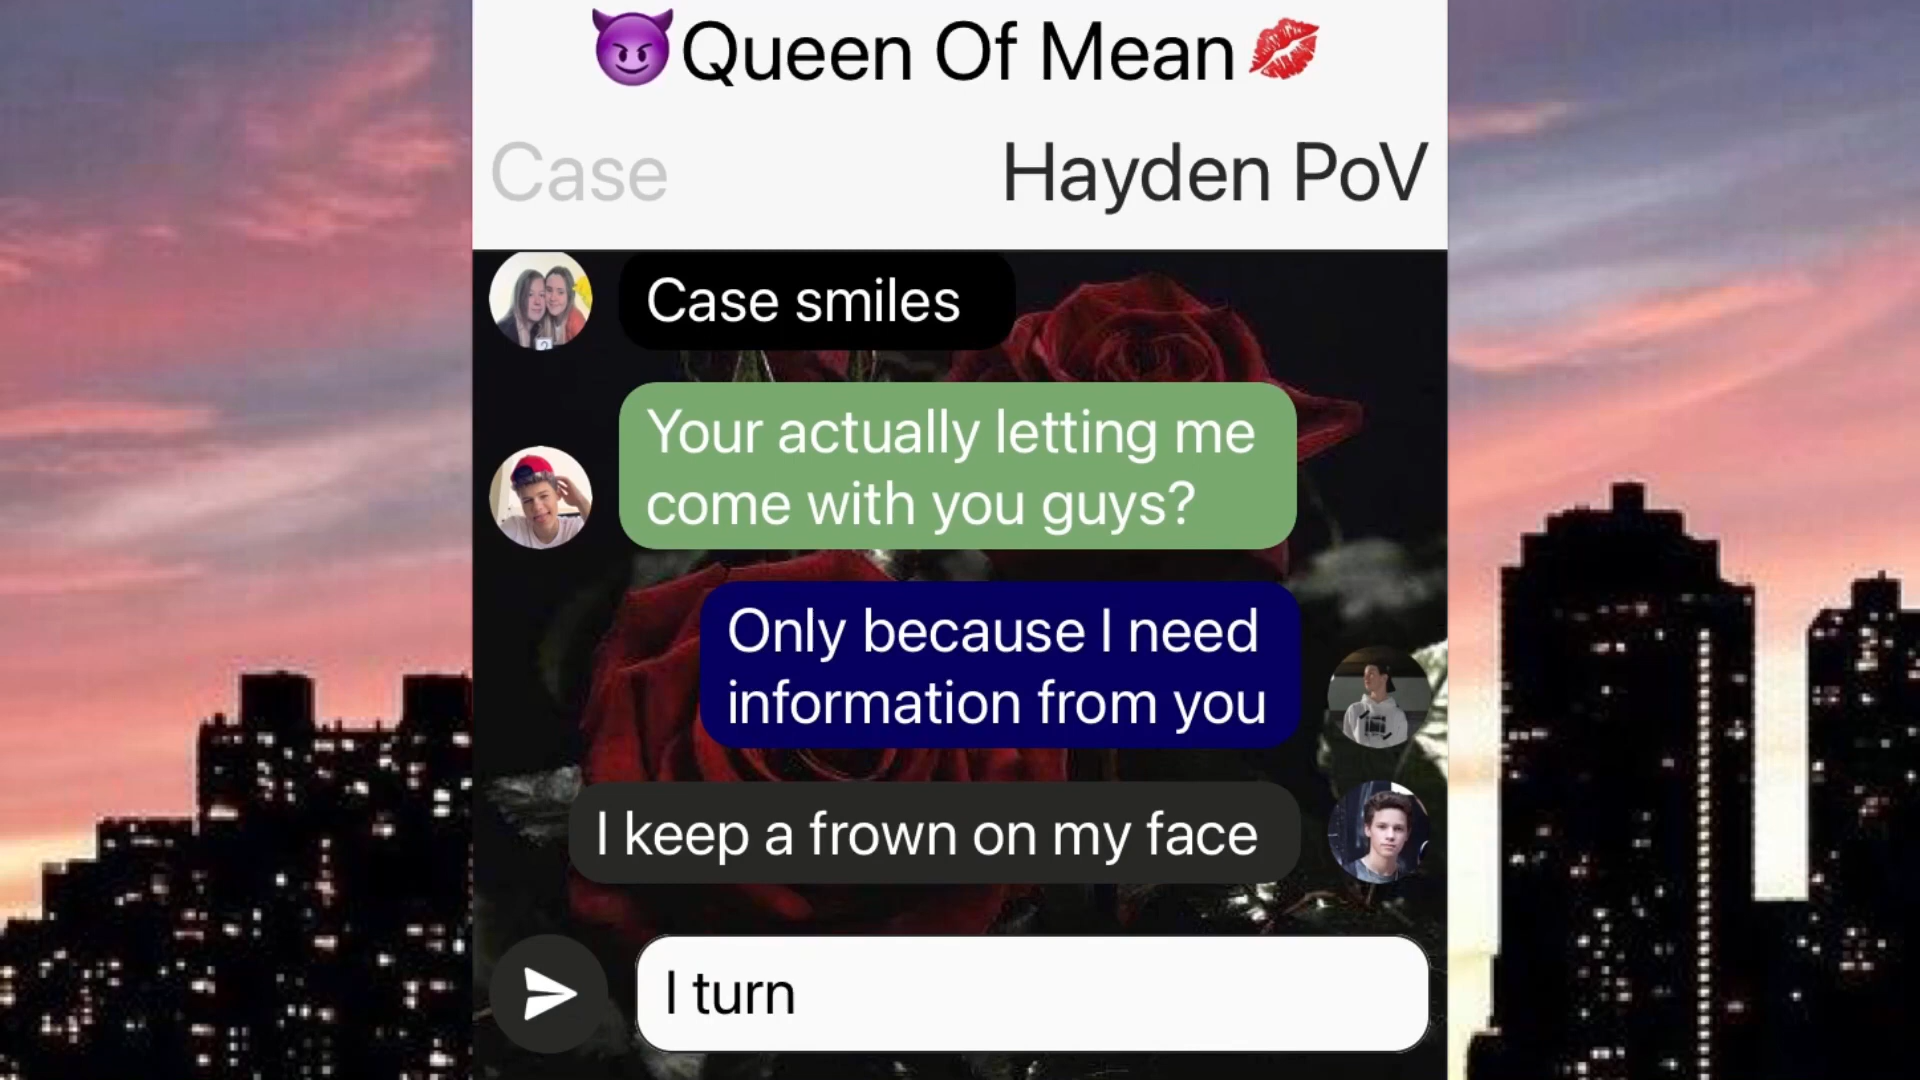 😈Queen Of Mean💋
Case
Hayden PoV
Case smiles
Your actually letting me
come with you guys?
Only because I need
information from you
I keep a frown on my face
I turn